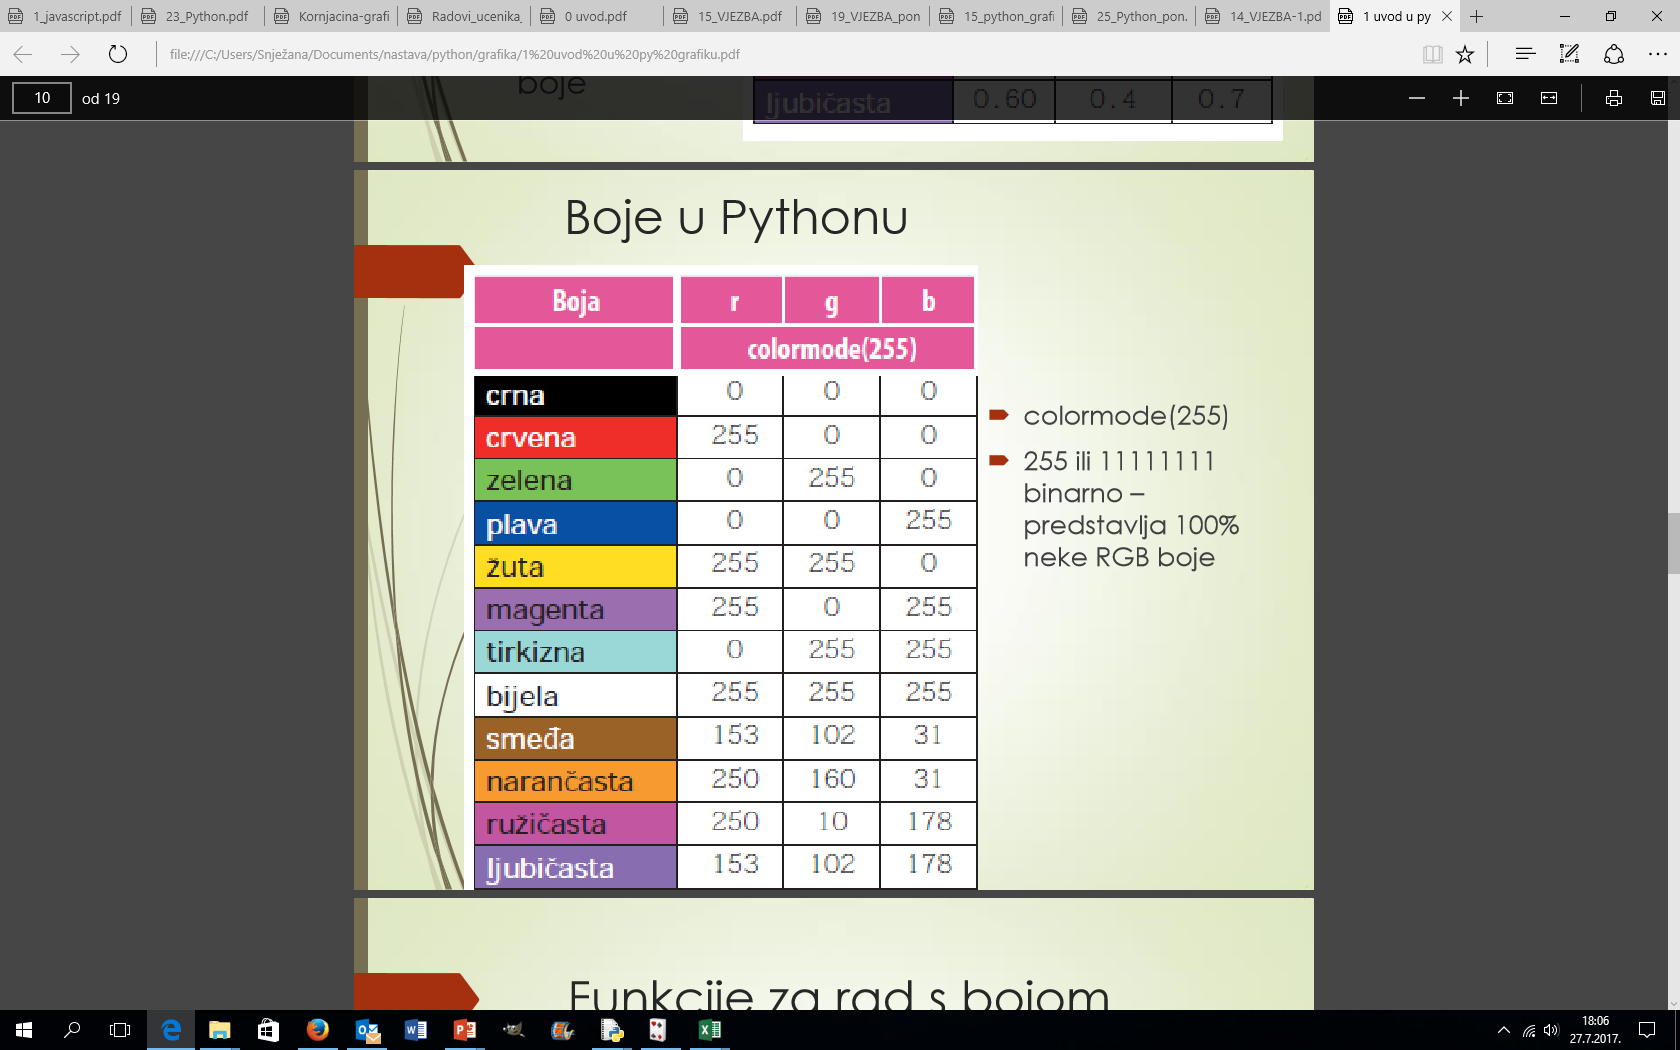 1_javascript.pdf
23_Python.pdf
Kornjacina-grafi
Radovi_ucenika_
0 uvod.pdf
15_VJEZBA.pdf
19_VJEZBA_pon
15_python_grafi
25_Python_pon.
14_VJEZBA-1.pd
1 uvod u py
file:///C:/Users/Snježana/Documents/nastava/python/grafika/1%20uvod%20u%20py%20grafiku.pdf
10 od 19
boje
ljubičasta 0.60 0.4 0.7
Boje u Pythonu
Boja r g b
colormode(255)
crna 0 0 0
crvena 255 0 0
zelena 0 255 0
plava 0 0 255
žuta 255 255 0
magenta 255 0 255
tirkizna 0 255 255
bijela 255 255 255
smeđa 153 102 31
narančasta 250 160 31
ružičasta 250 10 178
ljubičasta 153 102 178
colormode(255)
255 ili 11111111
binarno –
predstavlja 100%
neke RGB boje
Funkcije za rad s bojom
18:06
27.7.2017.